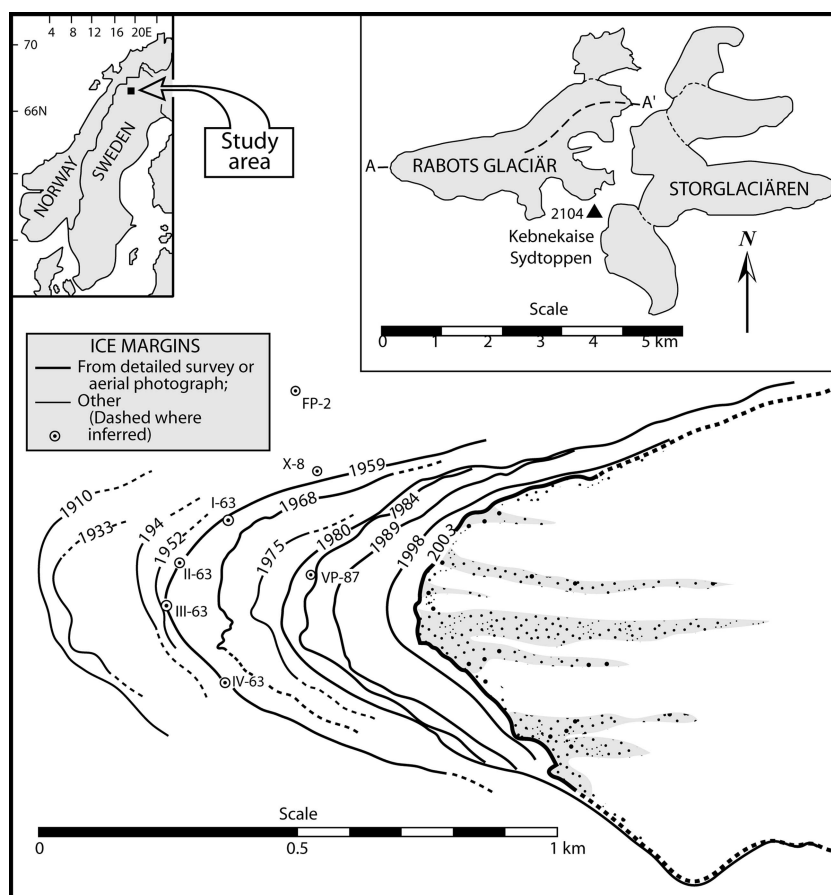 4 8 12 16 20E
70
66N
NORWAY
SWEDEN
Study
area
A
A'
RABOTS GLACIÄR
STORGLACIÄREN
2104
Kebnekaise
Sydtoppen
N
Scale
0 1 2 3 4 5 km
ICE MARGINS
From detailed survey or
aerial photograph;
Other
(Dashed where
inferred)
FP-2
X-8
I-63
II-63
III-63
IV-63
VP-87
1910
1933
194
1952
1959
1968
1975
1980
1984
1989
1998
2003
Scale
0 0.5 1 km